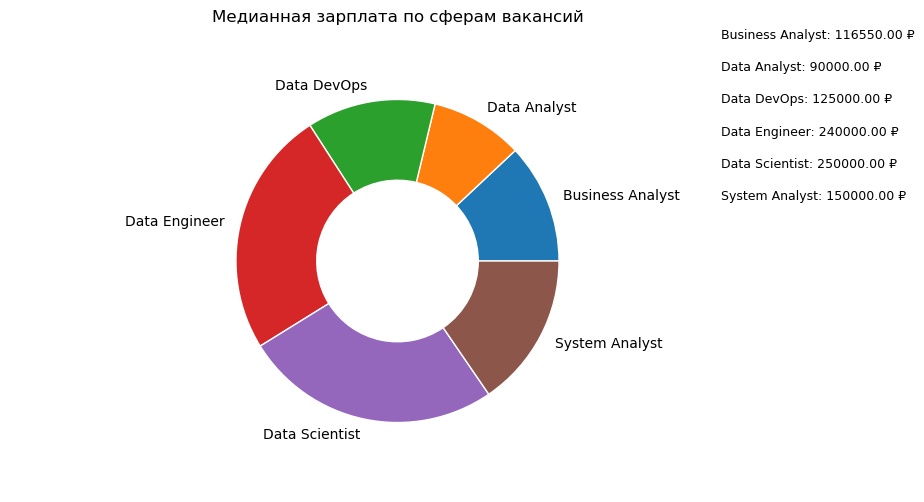 Медианная зарплата по сферам вакансий
Business Analyst: 116550.00 ₽
Data Analyst: 90000.00 ₽
Data DevOps: 125000.00 ₽
Data Engineer: 240000.00 ₽
Data Scientist: 250000.00 ₽
System Analyst: 150000.00 ₽
Data DevOps
Data Analyst
Business Analyst
Data Engineer
System Analyst
Data Scientist